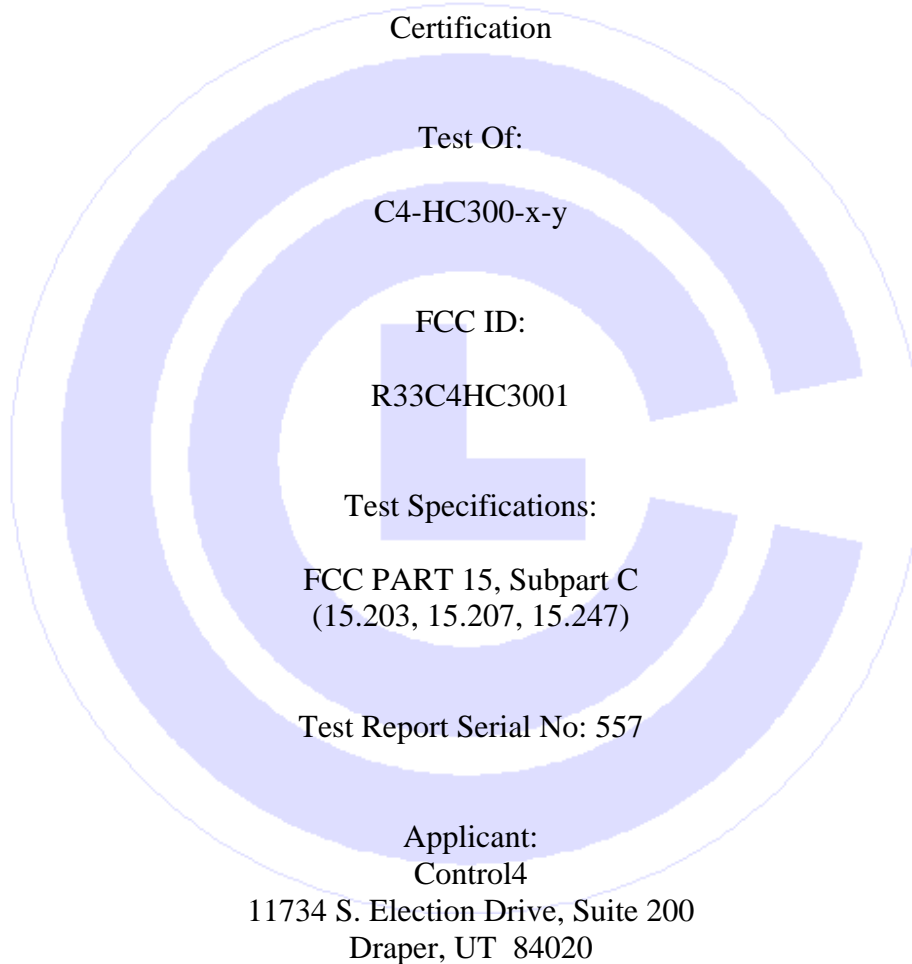 Certification
Test Of:
C4-HC300-x-y
FCC ID:
R33C4HC3001
Test Specifications:
FCC PART 15, Subpart C
(15.203, 15.207, 15.247)
Test Report Serial No: 557
Applicant:
Control4
11734 S. Election Drive, Suite 200
Draper, UT  84020